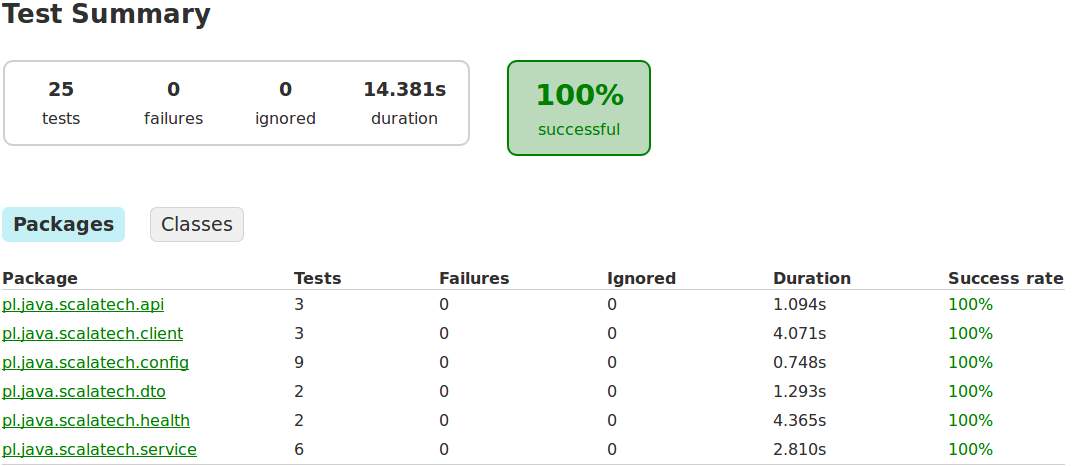 Test Summary
25 0 0 14.381s
tests failures ignored duration
100%
successful
Packages Classes
Package Tests Failures Ignored Duration Success rate
pl.java.scalatech.api 3 0 0 1.094s 100%
pl.java.scalatech.client 3 0 0 4.071s 100%
pl.java.scalatech.config 9 0 0 0.748s 100%
pl.java.scalatech.dto 2 0 0 1.293s 100%
pl.java.scalatech.health 2 0 0 4.365s 100%
pl.java.scalatech.service 6 0 0 2.810s 100%